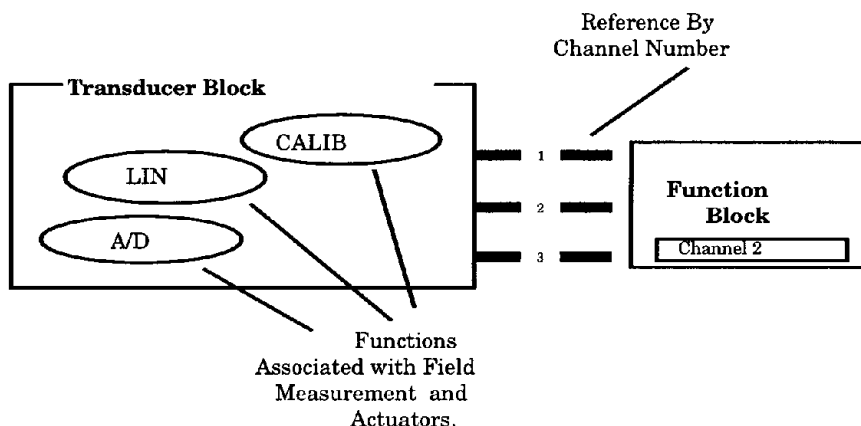 Reference By
Channel Number
Transducer Block
CALIB
LIN
A/D
1
2
3
Function
Block
Channel 2
Functions
Associated with Field
Measurement and
Actuators.